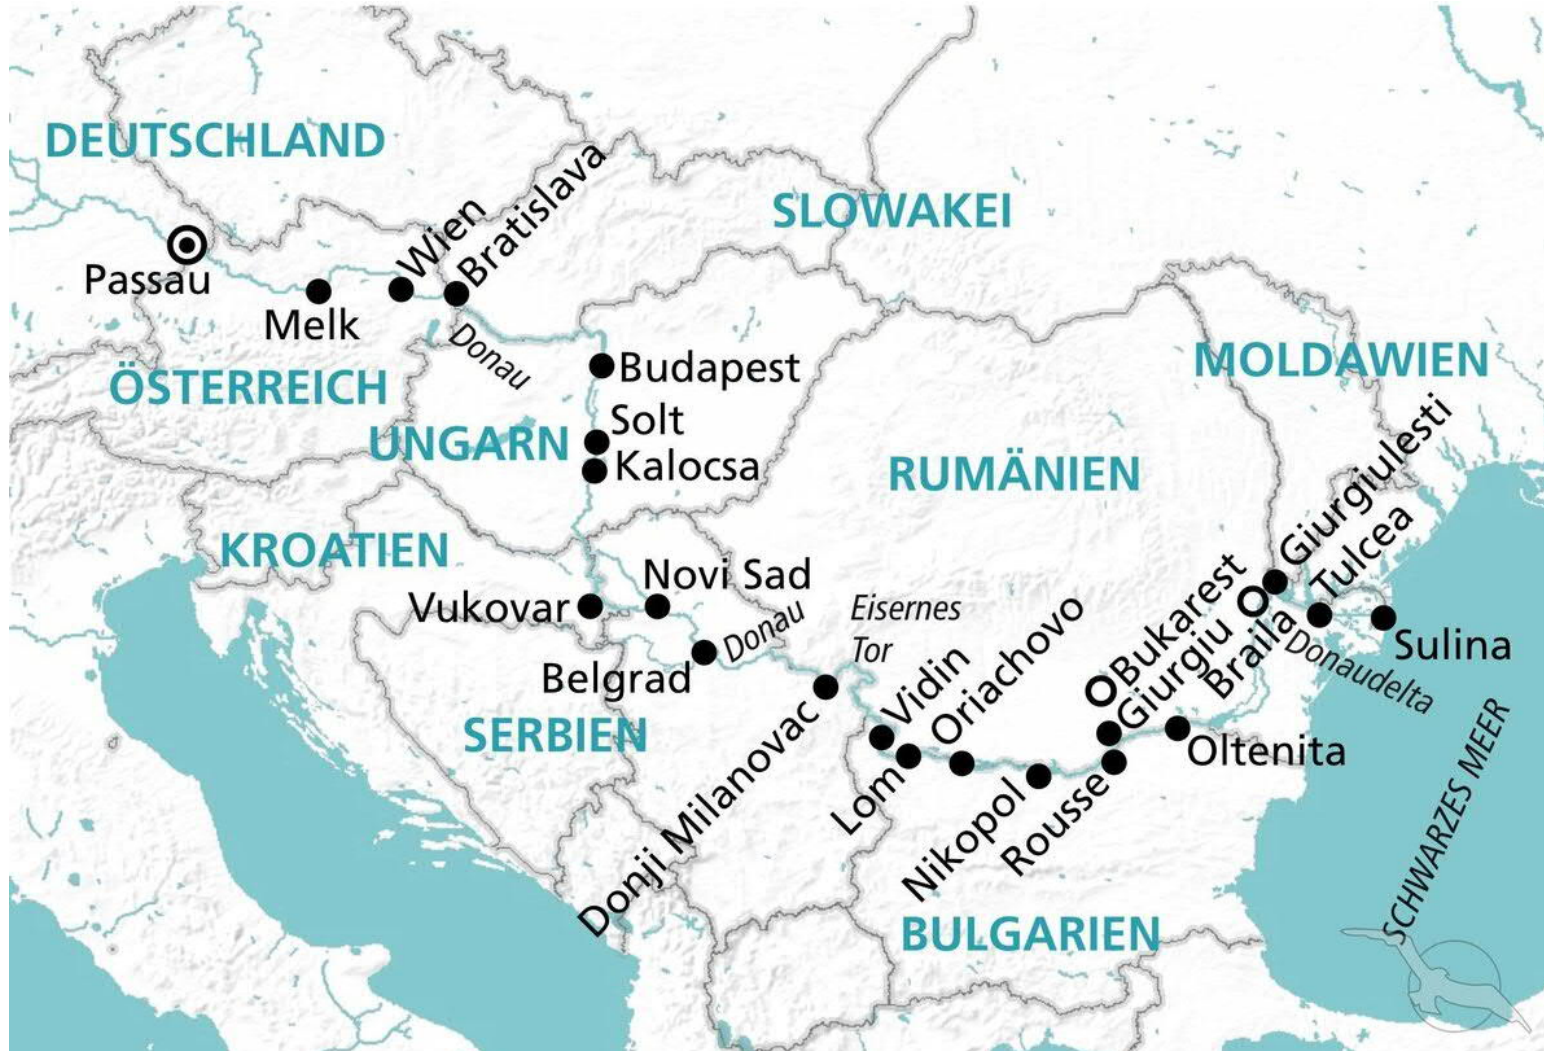 DEUTSCHLAND
SLOWAKEI
Passau
Melk
Wien
Bratislava
Donau
ÖSTERREICH
UNGARN
Budapest
Solt
Kalocsa
MOLDAWIEN
RUMÄNIEN
KROATIEN
Vukovar
Novi Sad
Belgrad
Donau
Eisernes
Tor
SERBIEN
Donji Milanovac
Vidin
Lom
Oriachovo
Nikopol
Rousse
Bukarest
Giurgiu
Braila
Giurgiulesti
Tulcea
Sulina
Donaudelta
Oltenita
BULGARIEN
SCHWARZES MEER